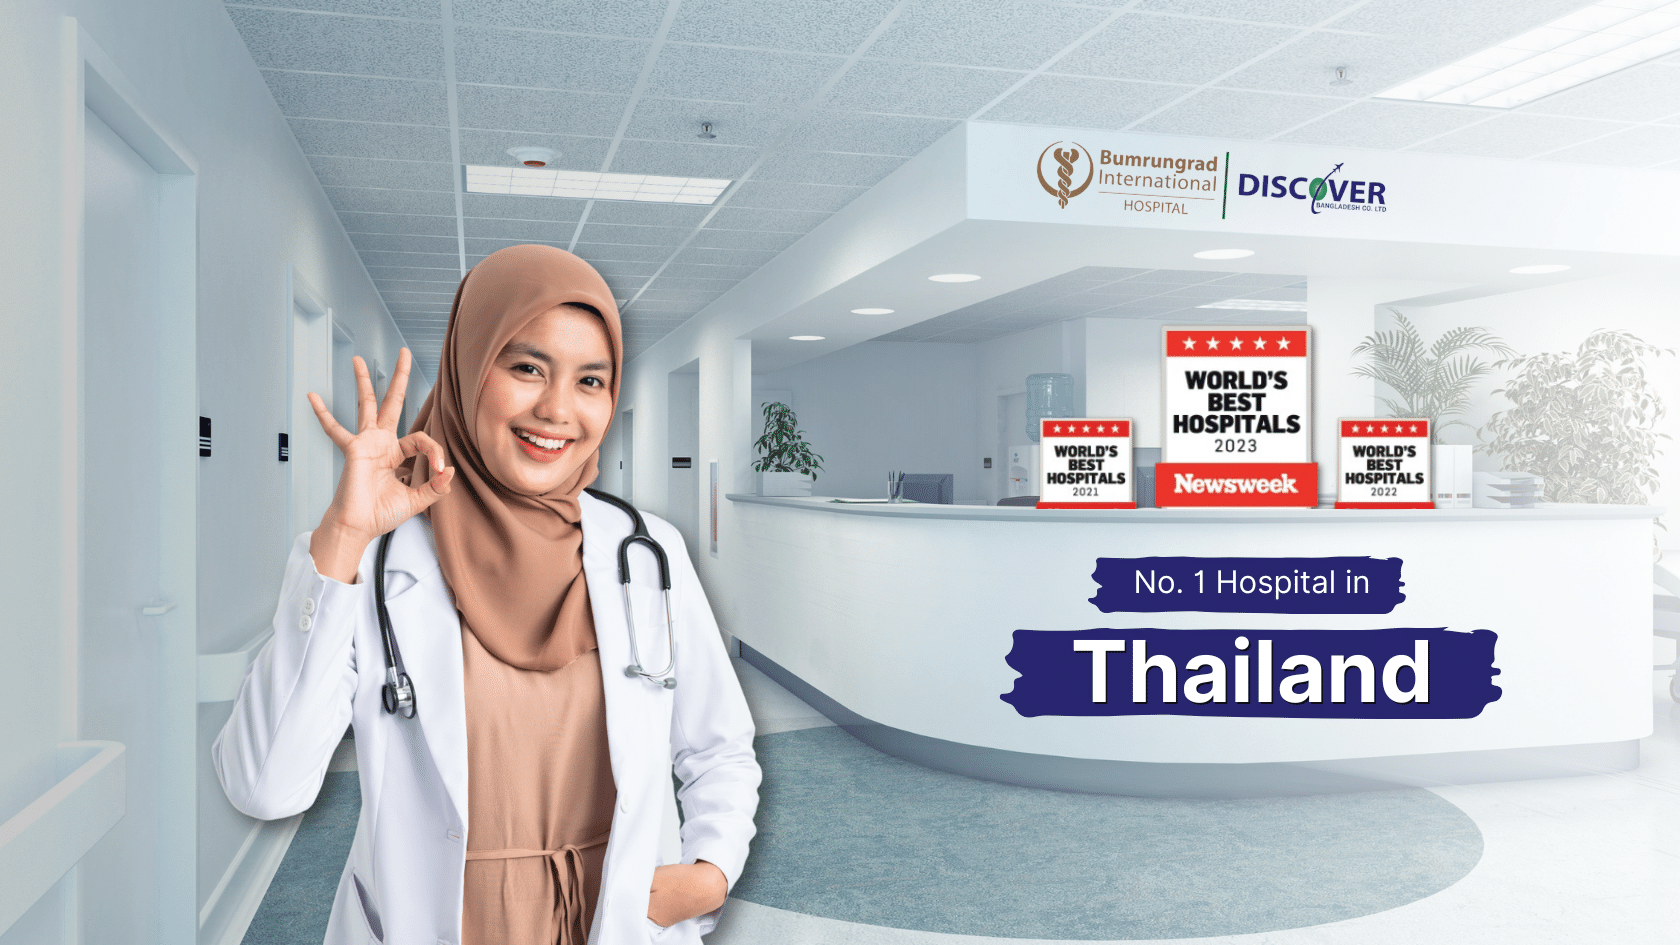 Bumrungrad
International
HOSPITAL
DISCOVER
BANGLADESH CO. LTD
WORLD'S
BEST
HOSPITALS
2021
WORLD'S
BEST
HOSPITALS
2023
Newsweek
WORLD'S
BEST
HOSPITALS
2022
No. 1 Hospital in
Thailand